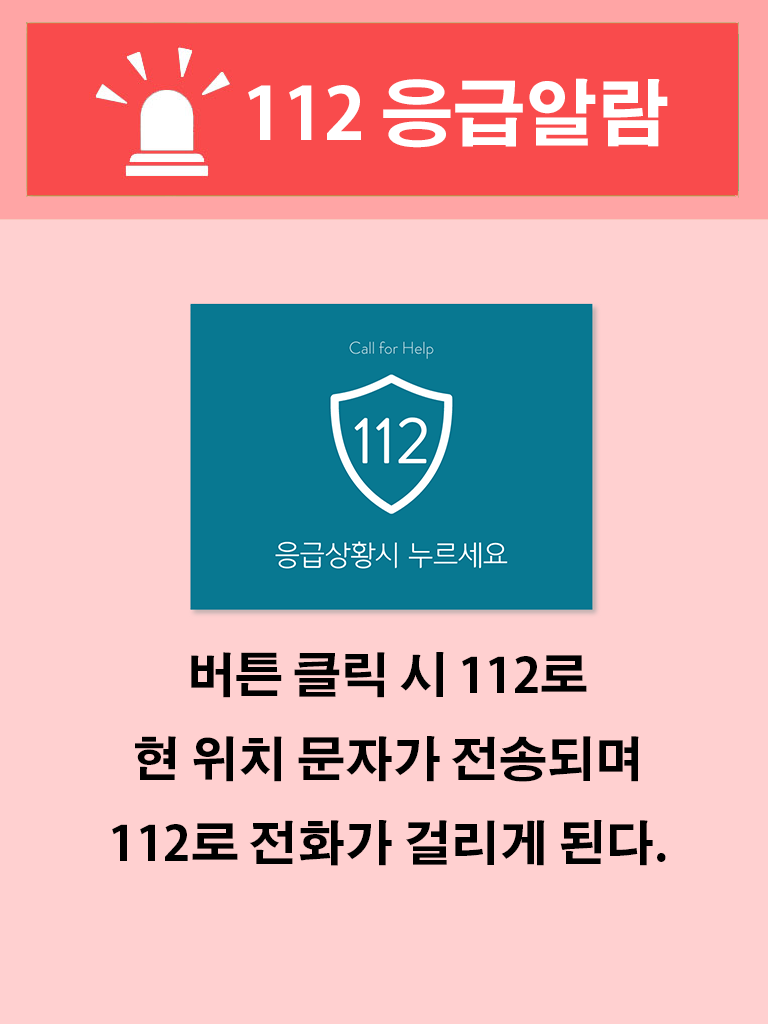 112 응급알람
Call for Help
112
응급상황시 누르세요
버튼 클릭 시 112로
현 위치 문자가 전송되며
112로 전화가 걸리게 된다.